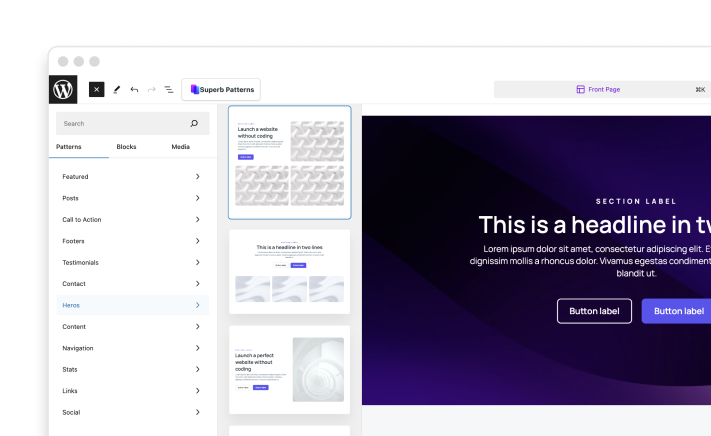 Superb Patterns
Front Page
⌘K
Search
Patterns
Blocks
Media
Featured
Posts
Call to Action
Footers
Testimonials
Contact
Heros
Content
Navigation
Stats
Links
Social
Launch a website
without coding
This is a headline in two lines
Launch a perfect
website without
coding
SECTION LABEL
This is a headline in tw
Lorem ipsum dolor sit amet, consectetur adipiscing elit. E
dignissim mollis a rhoncus dolor. Vivamus egestas condiment
blandit ut.
Button label
Button label